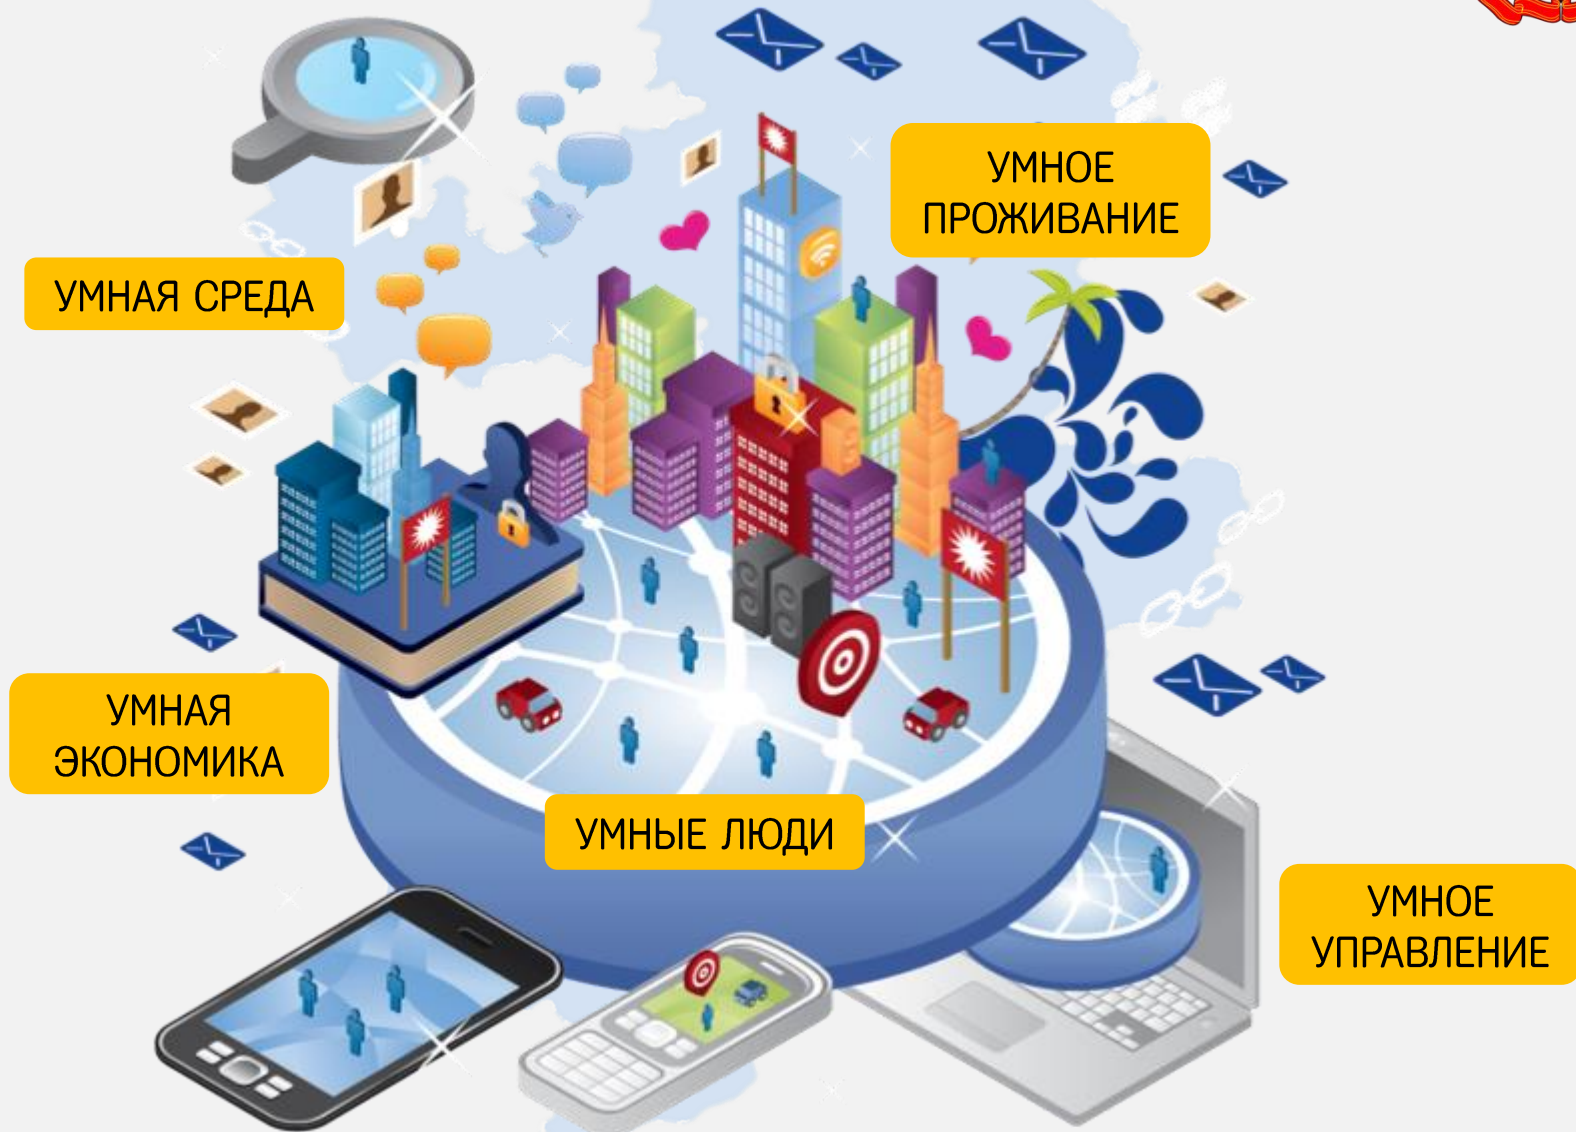 УМНОЕ
ПРОЖИВАНИЕ
УМНАЯ СРЕДА
УМНАЯ
ЭКОНОМИКА
УМНЫЕ ЛЮДИ
УМНОЕ
УПРАВЛЕНИЕ